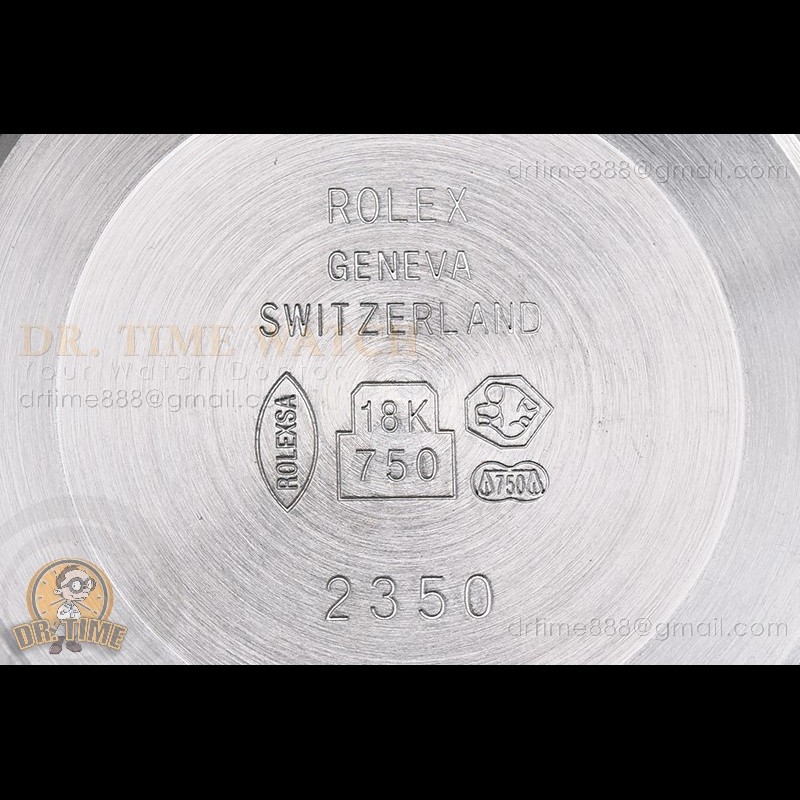 drtime888@gmail.com
ROLEX
GENEVA
SWITZERLAND
DR. TIME WATCH
Your Watch Doctor
drtime888@gmail.com
ROLEXSA
18K
750
750
2350
DR. TIME
drtime888@gmail.com